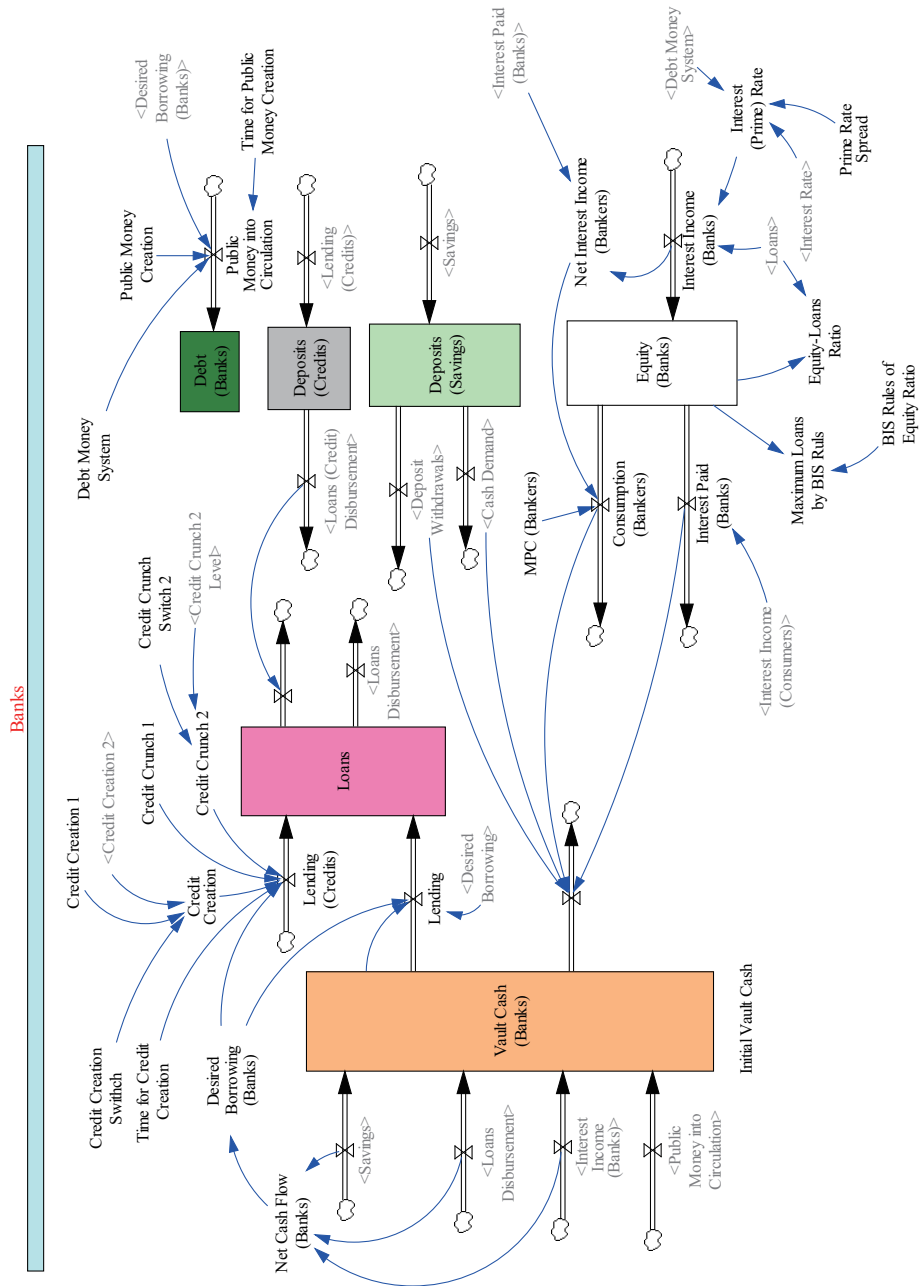 Banks
Credit Creation 1
<Credit Creation 2>
Credit Creation
Swithch
Time for Credit
Creation
Credit
Creation
Credit Crunch 1
Credit Crunch 2
Credit Crunch
Switch 2
<Credit Crunch 2
Level>
Debt Money
System
Public Money
Creation
<Desired
Borrowing
(Banks)>
Time for Public
Money Creation
Public
Money into
Circulation
Debt
(Banks)
Lending
(Credits)
Desired
Borrowing
(Banks)
Net Cash Flow
(Banks)
Loans
<Loans (Credit)
Disbursement>
Deposits
(Credits)
<Lending
(Credits)>
<Savings>
Lending
<Desired
Borrowing>
<Loans
Disbursement>
<Deposit
Withdrawals>
Deposits
(Savings)
<Savings>
<Cash Demand>
<Loans
Disbursement>
Vault Cash
(Banks)
<Interest
Income
(Banks)>
<Public
Money into
Circulation>
Initial Vault Cash
MPC (Bankers)
Consumption
(Bankers)
Interest Paid
(Banks)
<Interest Income
(Consumers)>
Equity
(Banks)
Net Interest Income
(Bankers)
<Interest Paid
(Banks)>
Interest Income
(Banks)
<Debt Money
System>
Interest
(Prime) Rate
Prime Rate
Spread
<Loans>
<Interest Rate>
Equity-Loans
Ratio
Maximum Loans
by BIS Ruls
BIS Rules of
Equity Ratio